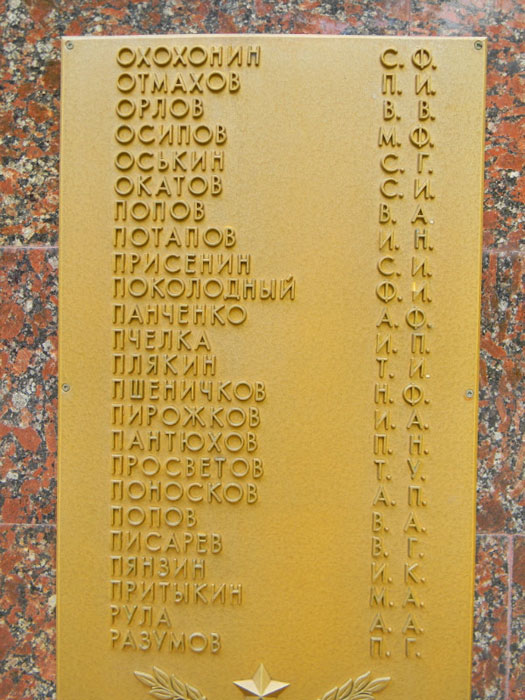 ОХОХОНИН С. Ф.
ОТМАХОВ П. И.
ОРЛОВ В. В.
ОСИПОВ М. Ф.
ОСЬКИН С. Г.
ОКАТОВ С. И.
ПОПОВ В. А.
ПОТАПОВ И. Н.
ПРИСЕНИН С. И.
ПОКОЛОДНЫЙ Ф. И.
ПАНЧЕНКО А. Ф.
ПЧЕЛКА И. П.
ПЛЯКИН Т. И.
ПШЕНИЧКОВ Н. Ф.
ПИРОЖКОВ И. А.
ПАНТЮХОВ П. Н.
ПРОСВЕТОВ Т. У.
ПОНОСКОВ А. П.
ПОПОВ В. А.
ПИСАРЕВ В. Г.
ПЯНЗИН И. К.
ПРИТЫКИН М. А.
РУЛА А. А.
РАЗУМОВ П. Г.